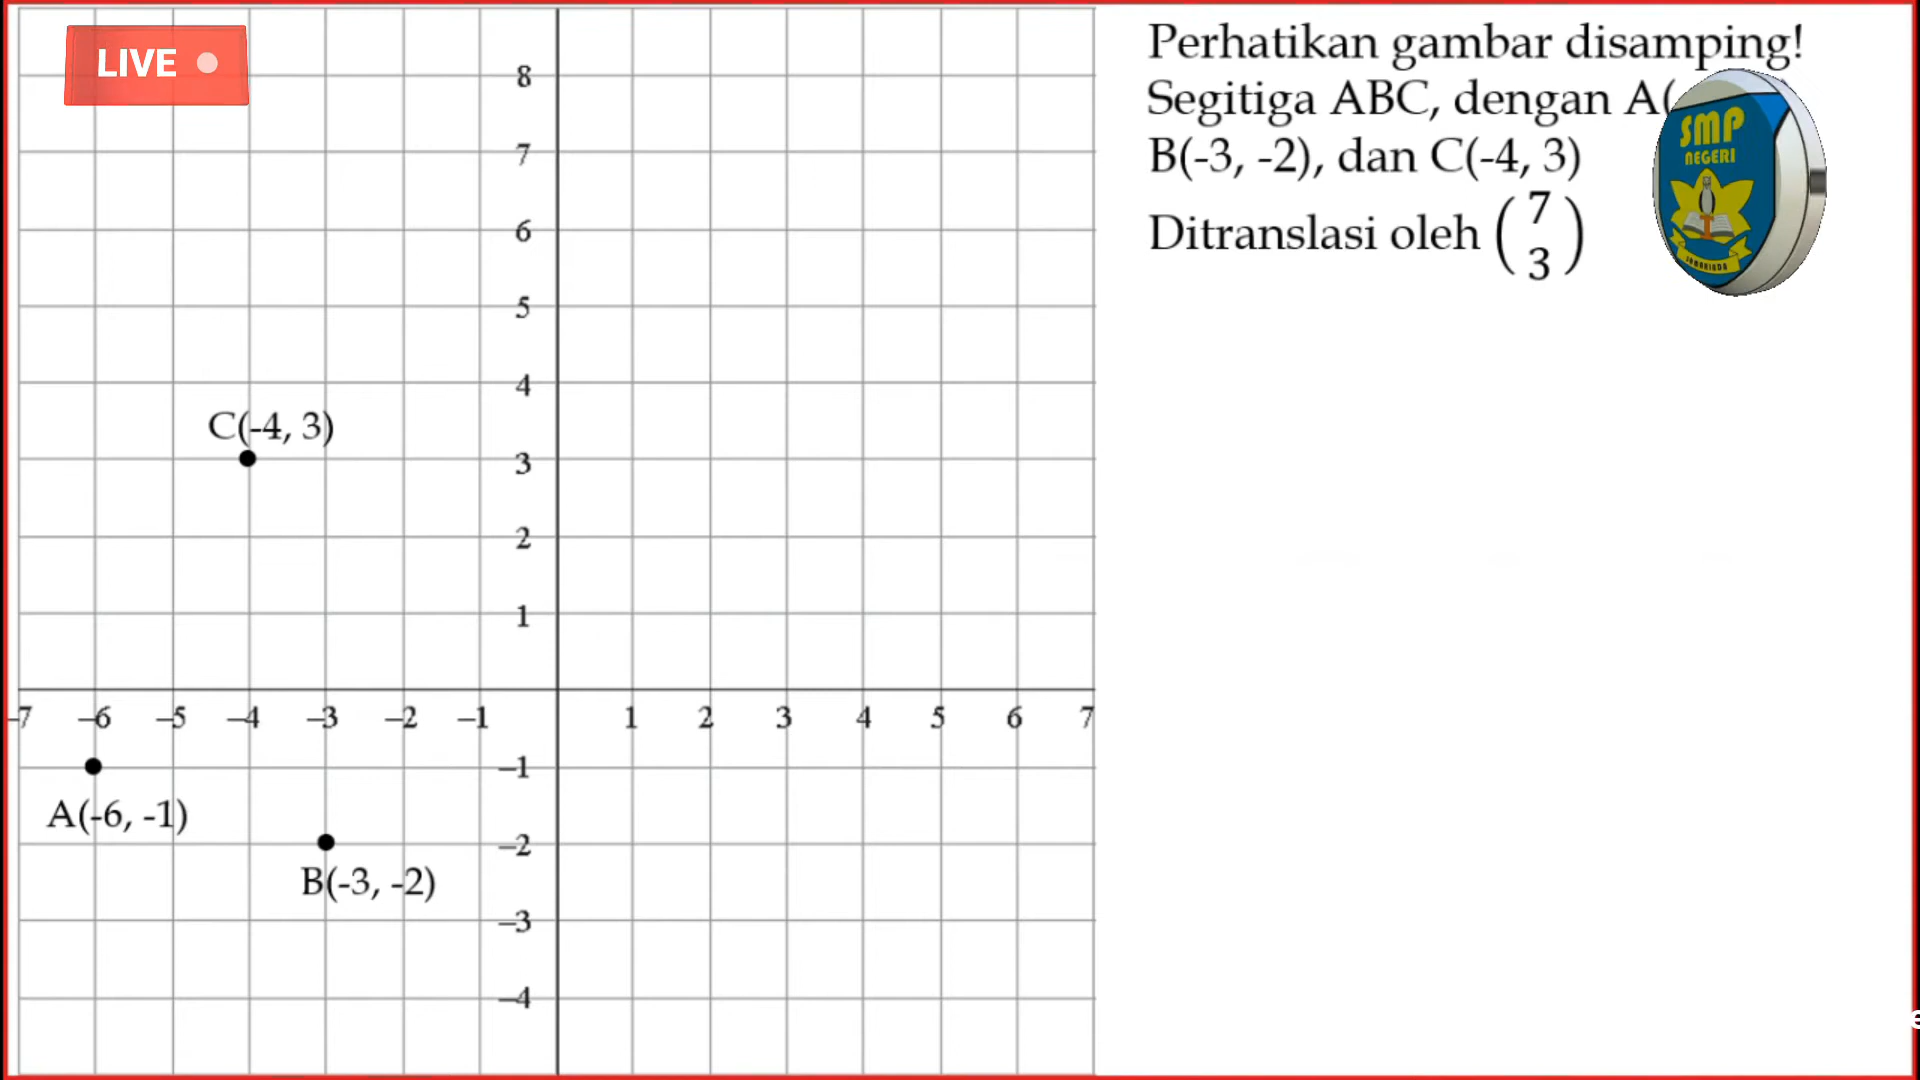 LIVE
Perhatikan gambar disamping!
Segitiga ABC, dengan A(
B(-3, -2), dan C(-4, 3)
Ditranslasi oleh (7
3)
SMP
NEGERI
SAMARINDA
8
7
6
5
4
C(-4, 3)
3
2
1
-7 -6 -5 -4 -3 -2 -1 1 2 3 4 5 6 7
-1
A(-6, -1)
-2
B(-3, -2)
-3
-4